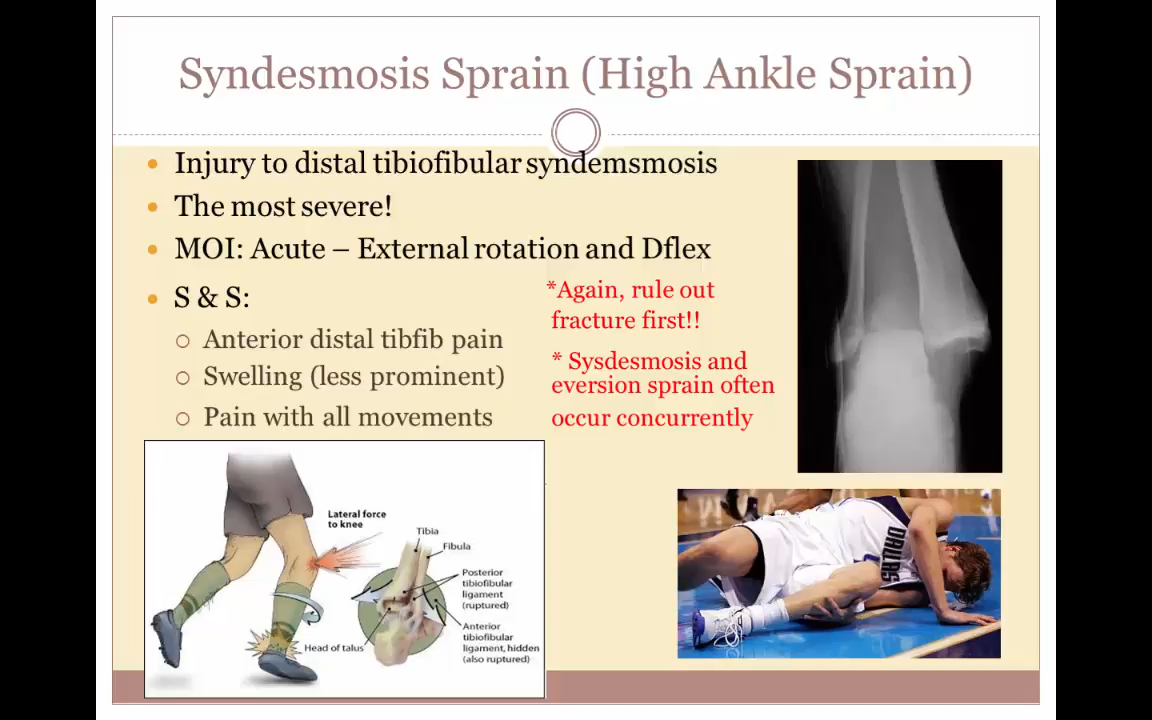 Syndesmosis Sprain (High Ankle Sprain)
Injury to distal tibiofibular syndemsmosis
The most severe!
MOI: Acute – External rotation and Dflex
S & S:
Anterior distal tibfib pain
Swelling (less prominent)
Pain with all movements
*Again, rule out
fracture first!!
* Sysdesmosis and
eversion sprain often
occur concurrently
Lateral force
to knee
Tibia
Fibula
Posterior
tibiofibular
ligament
(ruptured)
Anterior
tibiofibular
ligament, hidden
(also ruptured)
Head of talus
DALLAS